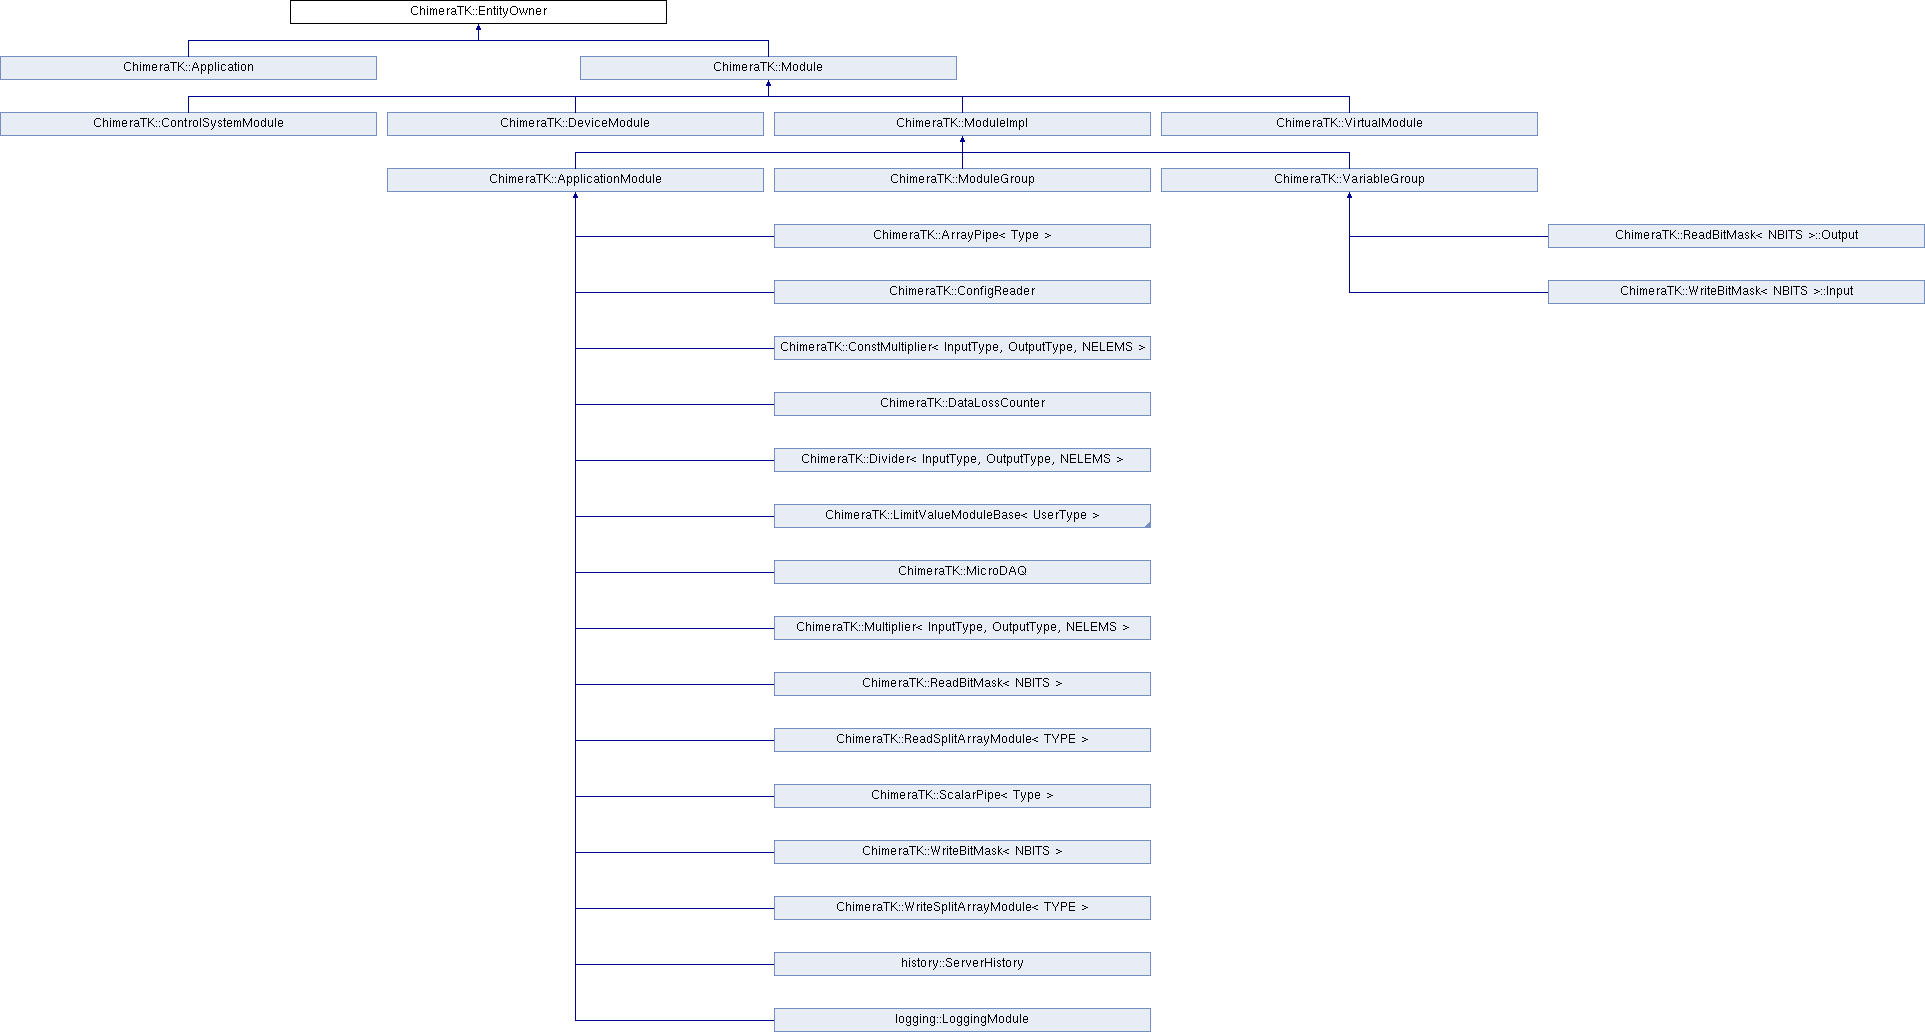 ChimeraTK::EntityOwner
ChimeraTK::Application
ChimeraTK::Module
ChimeraTK::ControlSystemModule
ChimeraTK::DeviceModule
ChimeraTK::ModuleImpl
ChimeraTK::VirtualModule
ChimeraTK::ApplicationModule
ChimeraTK::ModuleGroup
ChimeraTK::VariableGroup
ChimeraTK::ArrayPipe< Type >
ChimeraTK::ReadBitMask< NBITS >::Output
ChimeraTK::ConfigReader
ChimeraTK::WriteBitMask< NBITS >::Input
ChimeraTK::ConstMultiplier< InputType, OutputType, NELEMS >
ChimeraTK::DataLossCounter
ChimeraTK::Divider< InputType, OutputType, NELEMS >
ChimeraTK::LimitValueModuleBase< UserType >
ChimeraTK::MicroDAQ
ChimeraTK::Multiplier< InputType, OutputType, NELEMS >
ChimeraTK::ReadBitMask< NBITS >
ChimeraTK::ReadSplitArrayModule< TYPE >
ChimeraTK::ScalarPipe< Type >
ChimeraTK::WriteBitMask< NBITS >
ChimeraTK::WriteSplitArrayModule< TYPE >
history::ServerHistory
logging::LoggingModule